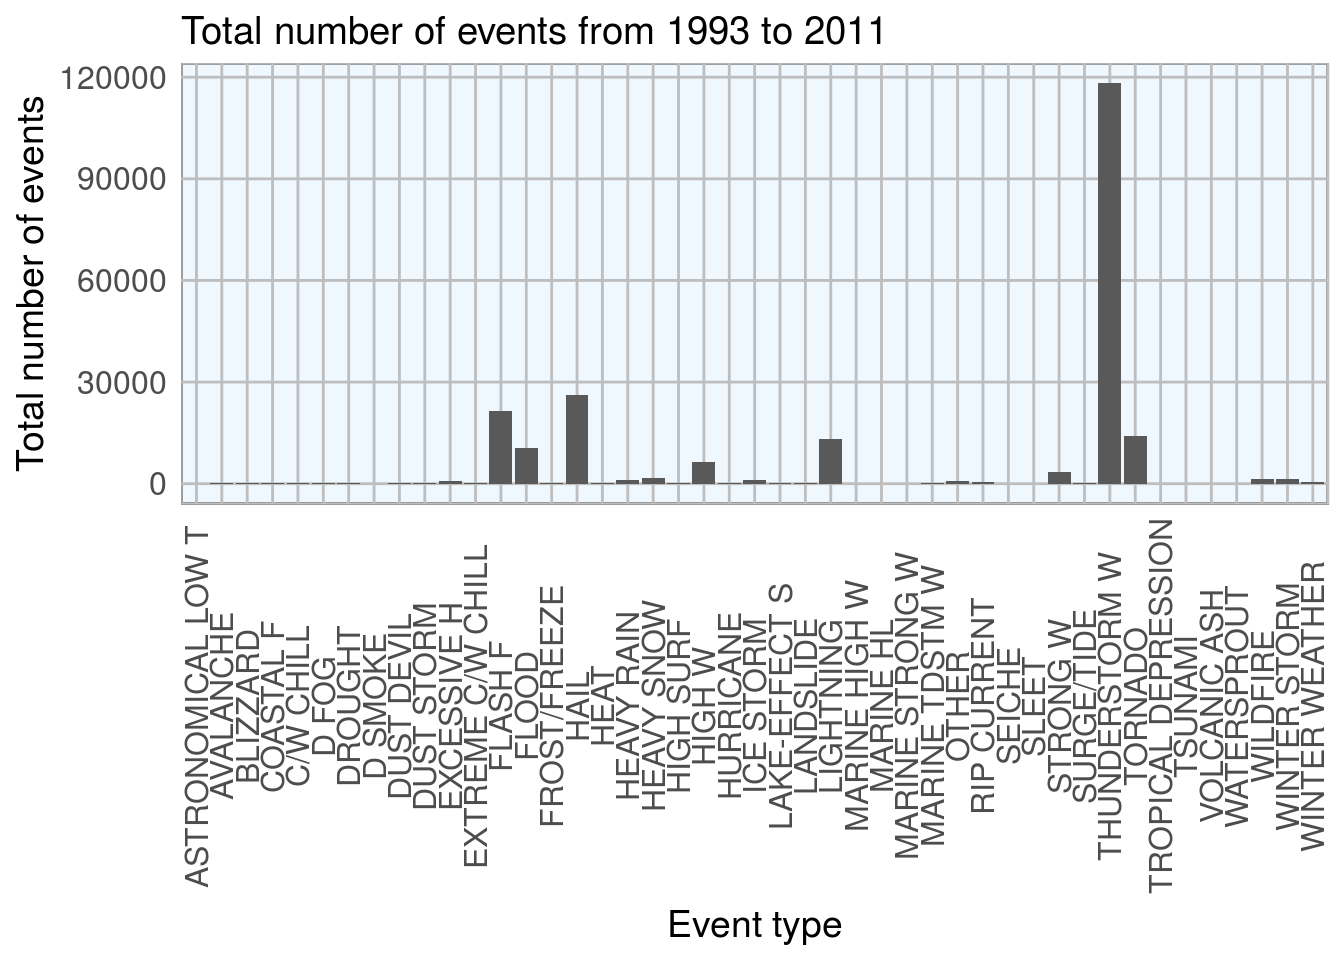 Total number of events from 1993 to 2011
Total number of events
120000
90000
60000
30000
0
ASTRONOMICAL LOW T
AVALANCHE
BLIZZARD
COASTAL F
C/W CHILL
D FOG
DROUGHT
D SMOKE
DUST DEVIL
DUST STORM
EXCESSIVE H
EXTREME C/W CHILL
FLASH F
FLOOD
FROST/FREEZE
HAIL
HEAT
HEAVY RAIN
HEAVY SNOW
HIGH SURF
HIGH W
HURRICANE
ICE STORM
LAKE-EFFECT S
LANDSLIDE
LIGHTNING
MARINE HIGH W
MARINE HL
MARINE STRONG W
MARINE TDSTM W
OTHER
RIP CURRENT
SEICHE
SLEET
STRONG W
SURGE/TIDE
THUNDERSTORM W
TORNADO
TROPICAL DEPRESSION
TSUNAMI
VOLCANIC ASH
WATERSPROUT
WILDFIRE
WINTER STORM
WINTER WEATHER
Event type